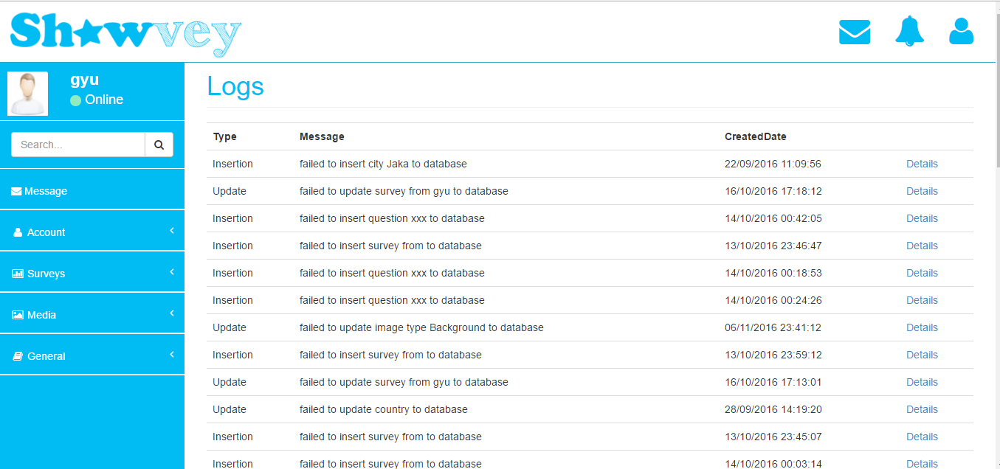 Showvey
gyu
Online
Search...
Message
Account
Surveys
Media
General
Logs
Type Message CreatedDate
Insertion failed to insert city Jaka to database 22/09/2016 11:09:56 Details
Update failed to update survey from gyu to database 16/10/2016 17:18:12 Details
Insertion failed to insert question xxx to database 14/10/2016 00:42:05 Details
Insertion failed to insert survey from to database 13/10/2016 23:46:47 Details
Insertion failed to insert question xxx to database 14/10/2016 00:18:53 Details
Insertion failed to insert question xxx to database 14/10/2016 00:24:26 Details
Update failed to update image type Background to database 06/11/2016 23:41:12 Details
Insertion failed to insert survey from to database 13/10/2016 23:59:12 Details
Update failed to update survey from gyu to database 16/10/2016 17:13:01 Details
Update failed to update country to database 28/09/2016 14:19:20 Details
Insertion failed to insert survey from to database 13/10/2016 23:45:07 Details
Insertion failed to insert survey from to database 14/10/2016 00:03:14 Details